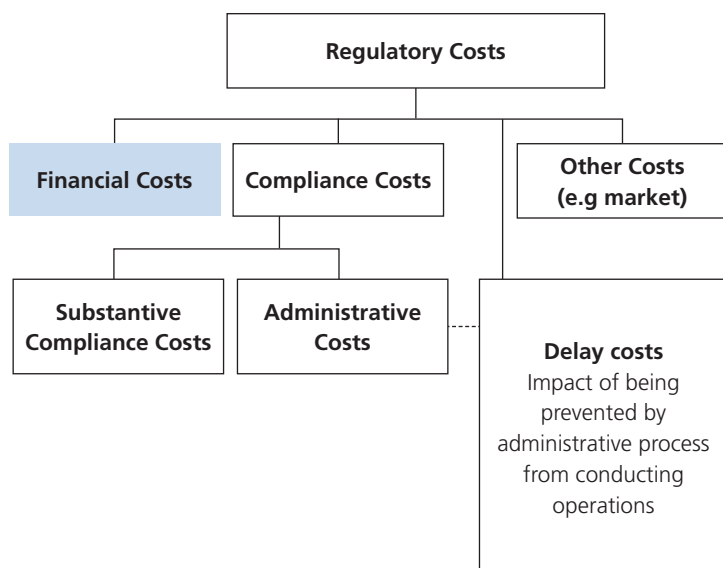 Regulatory Costs
Financial Costs
Compliance Costs
Other Costs
(e.g market)
Substantive
Compliance Costs
Administrative
Costs
Delay costs
Impact of being
prevented by
administrative process
from conducting
operations